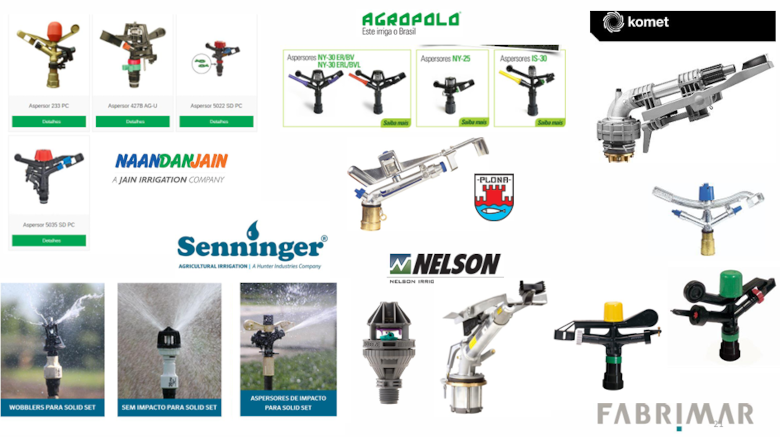 AGROPOLO
Este irriga o Brasil
komet
Aspersores NY-30 ER/BV
NY-30 ERL/BVL
Saiba mais
Aspersores NY-25
Saiba mais
Aspersores IS-30
Saiba mais
Aspersor 233 PC
Detalhes
Aspersor 427B AG-U
Detalhes
Aspersor 5022 SD PC
Detalhes
Aspersor 5035 SD PC
Detalhes
NAANDANJAIN
A JAIN IRRIGATION COMPANY
PLONA
Senninger®
AGRICULTURAL IRRIGATION | A Hunter Industries Company
NELSON
NELSON IRRIG
WOBBLERS PARA SOLID SET
SEM IMPACTO PARA SOLID SET
ASPERSORES DE IMPACTO
PARA SOLID SET
FABRIMAR
21